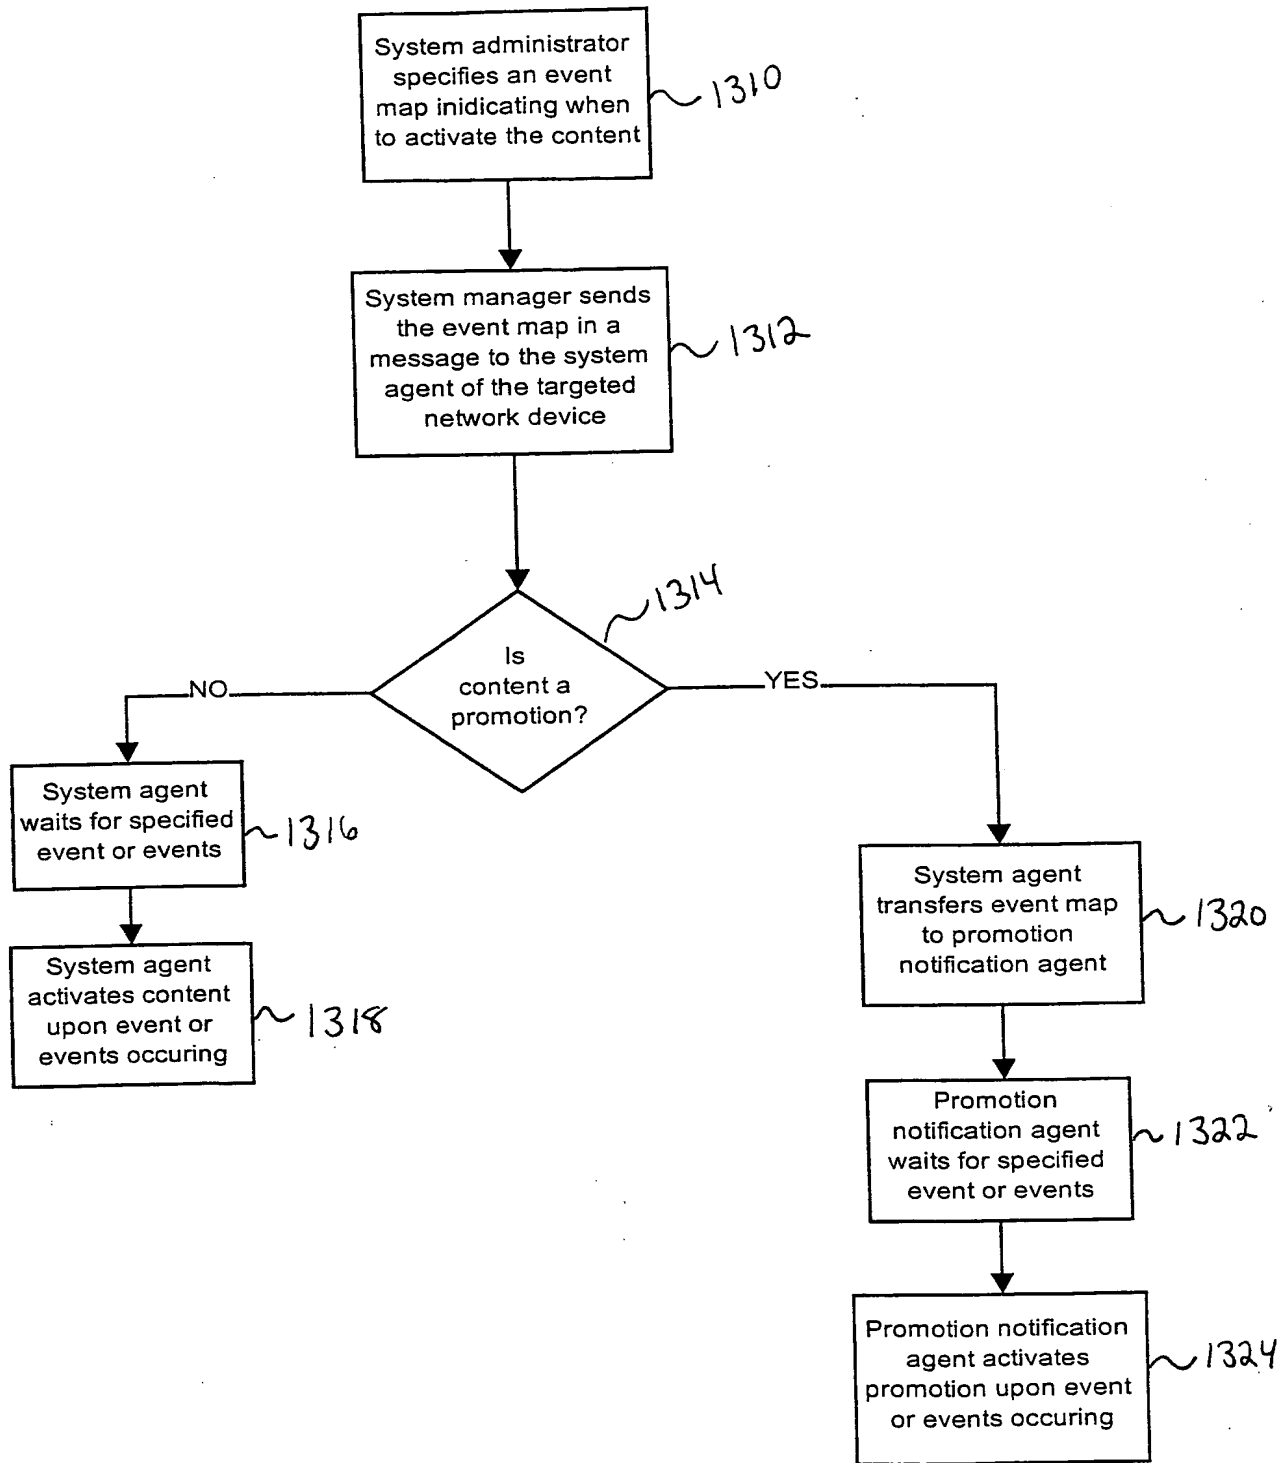 System administrator
specifies an event
map inidicating when
to activate the content
1310
System manager sends
the event map in a
message to the system
agent of the targeted
network device
1312
1314
Is
content a
promotion?
NO
YES
System agent
waits for specified
event or events
1316
System agent
activates content
upon event or
events occuring
1318
System agent
transfers event map
to promotion
notification agent
1320
Promotion
notification agent
waits for specified
event or events
1322
Promotion notification
agent activates
promotion upon event
or events occuring
1324